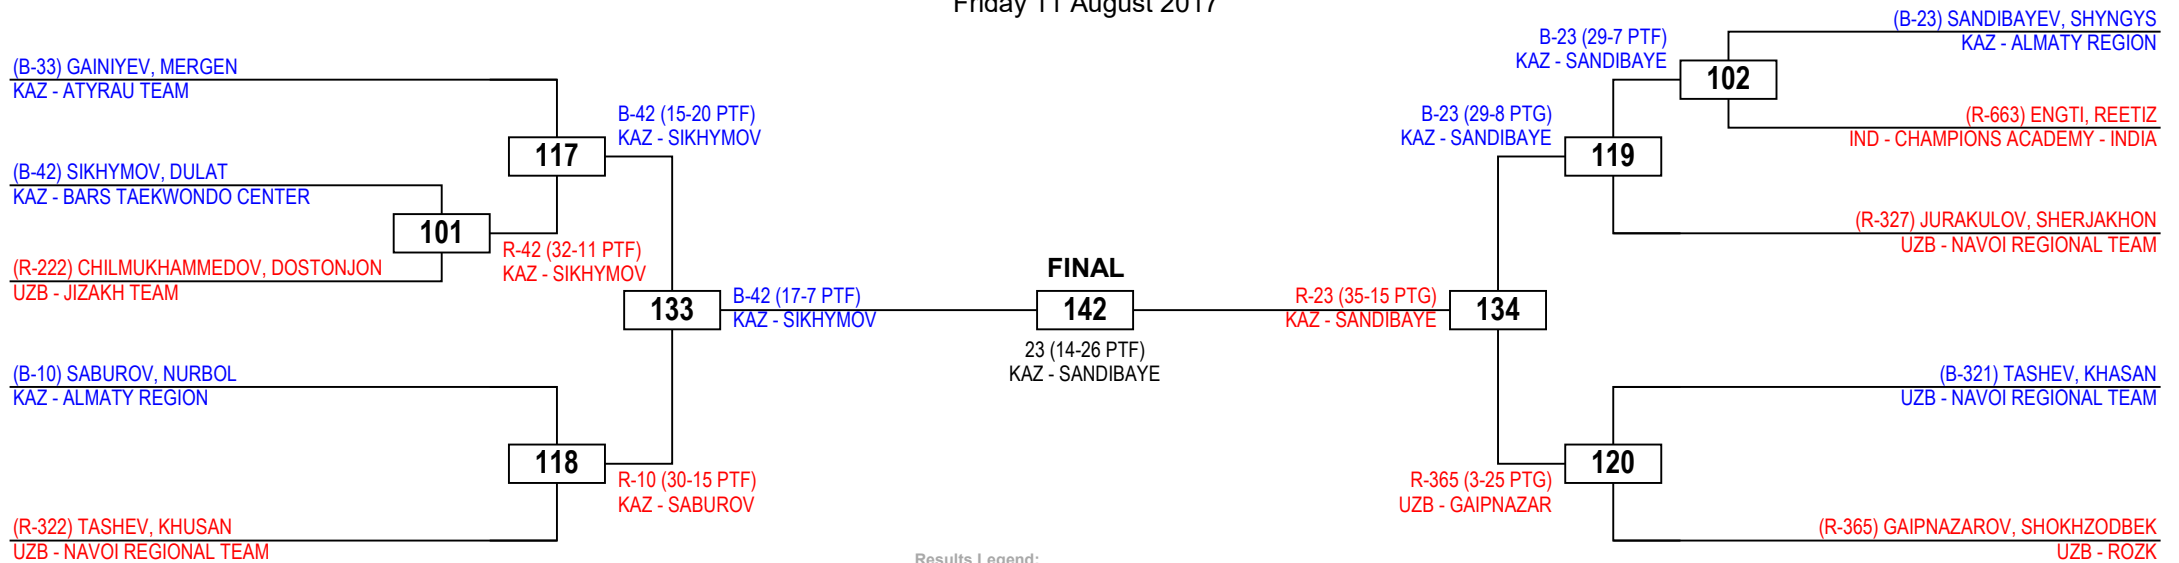 Friday 11 August 2017
(B-33) GAINIYEV, MERGEN
KAZ - ATYRAU TEAM
(B-42) SIKHYMOV, DULAT
KAZ - BARS TAEKWONDO CENTER
(R-222) CHILMUKHAMMEDOV, DOSTONJON
UZB - JIZAKH TEAM
(B-10) SABUROV, NURBOL
KAZ - ALMATY REGION
(R-322) TASHEV, KHUSAN
UZB - NAVOI REGIONAL TEAM
101
R-42 (32-11 PTF)
KAZ - SIKHYMOV
117
B-42 (15-20 PTF)
KAZ - SIKHYMOV
118
R-10 (30-15 PTF)
KAZ - SABUROV
133
B-42 (17-7 PTF)
KAZ - SIKHYMOV
FINAL
142
23 (14-26 PTF)
KAZ - SANDIBAYE
R-23 (35-15 PTG)
KAZ - SANDIBAYE
134
B-23 (29-8 PTG)
KAZ - SANDIBAYE
119
R-365 (3-25 PTG)
UZB - GAIPNAZAR
120
B-23 (29-7 PTF)
KAZ - SANDIBAYE
102
(B-23) SANDIBAYEV, SHYNGYS
KAZ - ALMATY REGION
(R-663) ENGTI, REETIZ
IND - CHAMPIONS ACADEMY - INDIA
(R-327) JURAKULOV, SHERJAKHON
UZB - NAVOI REGIONAL TEAM
(B-321) TASHEV, KHASAN
UZB - NAVOI REGIONAL TEAM
(R-365) GAIPNAZAROV, SHOKHZODBEK
UZB - ROZK
Results Legend: